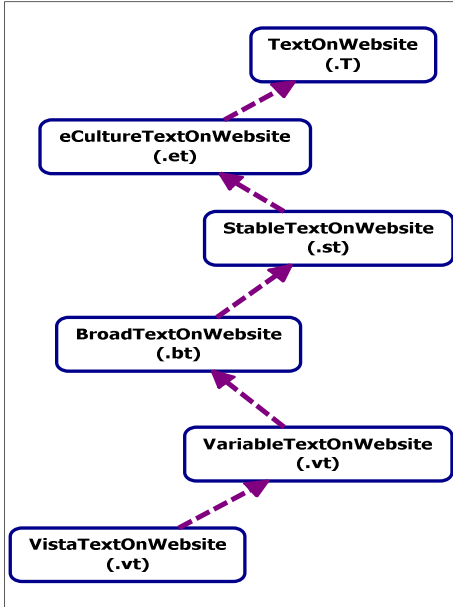 TextOnWebsite
(.T)
eCultureTextOnWebsite
(.et)
StableTextOnWebsite
(.st)
BroadTextOnWebsite
(.bt)
VariableTextOnWebsite
(.vt)
VistaTextOnWebsite
(.vt)